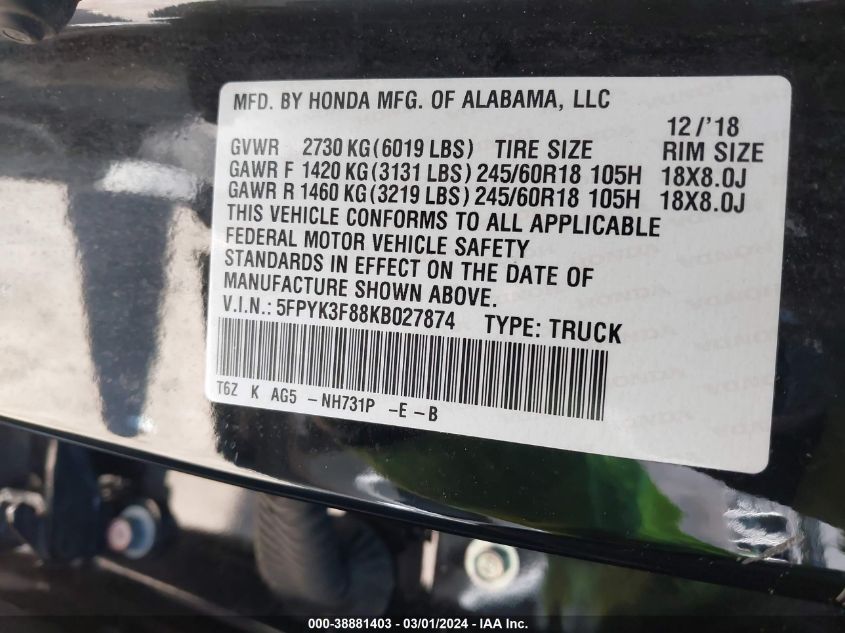 MFD. BY HONDA MFG. OF ALABAMA, LLC
12/'18
GVWR 2730 KG(6019 LBS) TIRE SIZE RIM SIZE
GAWR F 1420 KG(3131 LBS) 245/60R18 105H 18X8.0J
GAWR R 1460 KG(3219 LBS) 245/60R18 105H 18X8.0J
THIS VEHICLE CONFORMS TO ALL APPLICABLE
FEDERAL MOTOR VEHICLE SAFETY
STANDARDS IN EFFECT ON THE DATE OF
MANUFACTURE SHOWN ABOVE.
V.I.N.: 5FPYK3F88KB027874 TYPE: TRUCK
T6Z K AG5 -NH731P -E -B
000-38881403 - 03/01/2024 - IAA Inc.